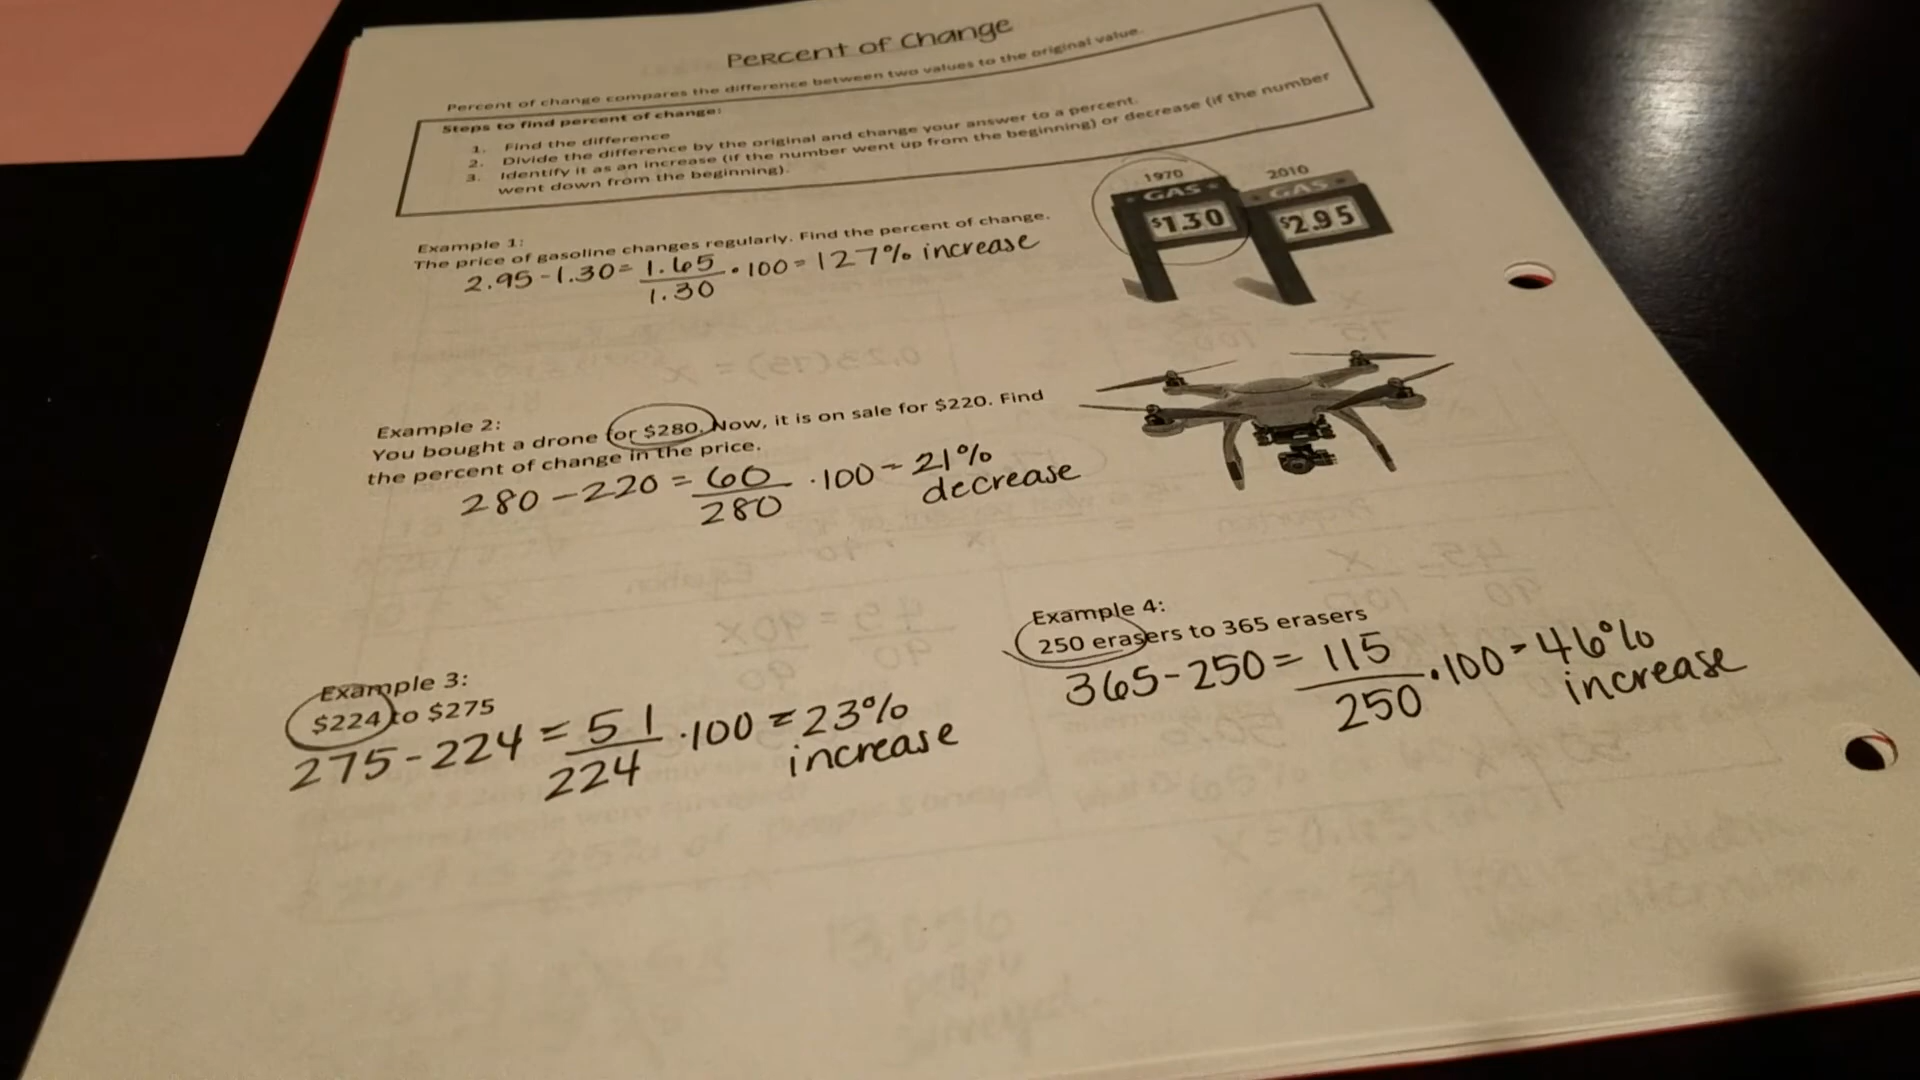 Percent of Change
Percent of change compares the difference between two values to the original value.
Steps to find percent of change:
1. Find the difference
2. Divide the difference by the original and change your answer to a percent.
3. Identify it as an increase (if the number went up from the beginning) or decrease (if the number
went down from the beginning).
1970
GAS
$1.30
2010
GAS
$2.95
Example 1:
The price of gasoline changes regularly. Find the percent of change.
2.95 - 1.30 = 1.65 · 100 = 127% increase
1.30
Example 2:
You bought a drone for $280. Now, it is on sale for $220. Find
the percent of change in the price.
280 - 220 = 60 · 100 = 21%
280
decrease
Example 3:
$224 to $275
275 - 224 = 51 · 100 = 23%
224
increase
Example 4:
250 erasers to 365 erasers
365 - 250 = 115 · 100 = 46%
250
increase